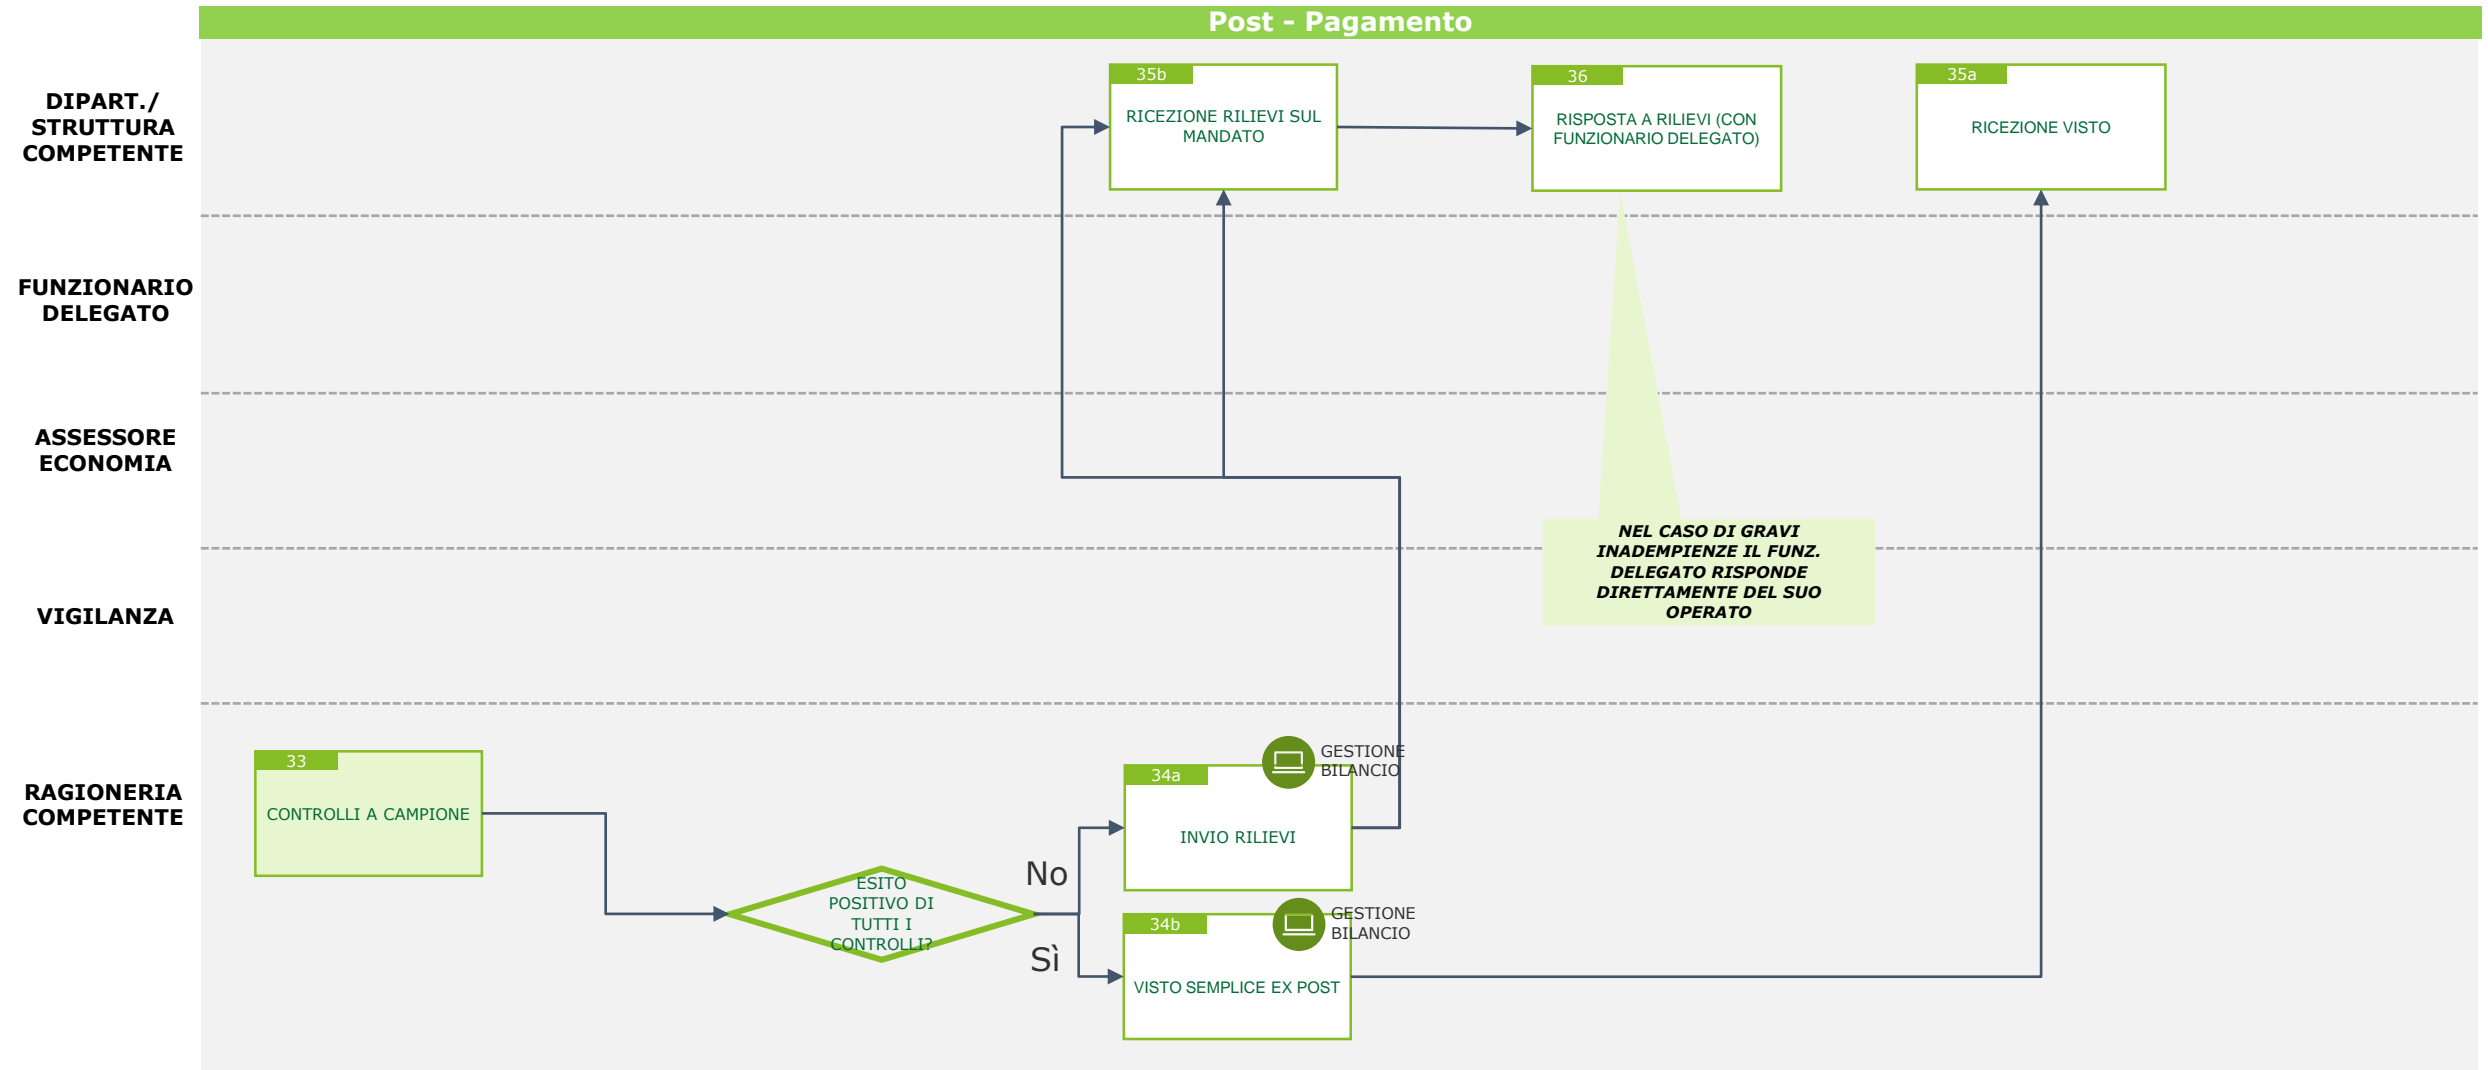 Post - Pagamento
DIPART./
STRUTTURA
COMPETENTE
35b
RICEZIONE RILIEVI SUL
MANDATO
36
RISPOSTA A RILIEVI (CON
FUNZIONARIO DELEGATO)
35a
RICEZIONE VISTO
FUNZIONARIO
DELEGATO
ASSESSORE
ECONOMIA
NEL CASO DI GRAVI
INADEMPIENZE IL FUNZ.
DELEGATO RISPONDE
DIRETTAMENTE DEL SUO
OPERATO
VIGILANZA
RAGIONERIA
COMPETENTE
33
CONTROLLI A CAMPIONE
ESITO
POSITIVO DI
TUTTI I
CONTROLLI?
No
Sì
34a
GESTIONE
BILANCIO
INVIO RILIEVI
34b
GESTIONE
BILANCIO
VISTO SEMPLICE EX POST